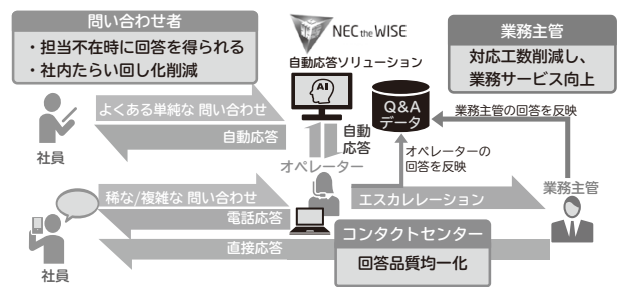 問い合わせ者
・担当不在時に回答を得られる
・社内たらい回し化削減
NEC the WISE
自動応答ソリューション
AI
業務主管
対応工数削減し、
業務サービス向上
Q&A
データ
よくある単純な 問い合わせ
自動応答
社員
自動
応答
業務主管の回答を反映
オペレーターの
回答を反映
オペレーター
稀な/複雑な 問い合わせ
電話応答
直接応答
社員
エスカレレーション
業務主管
コンタクトセンター
回答品質均一化